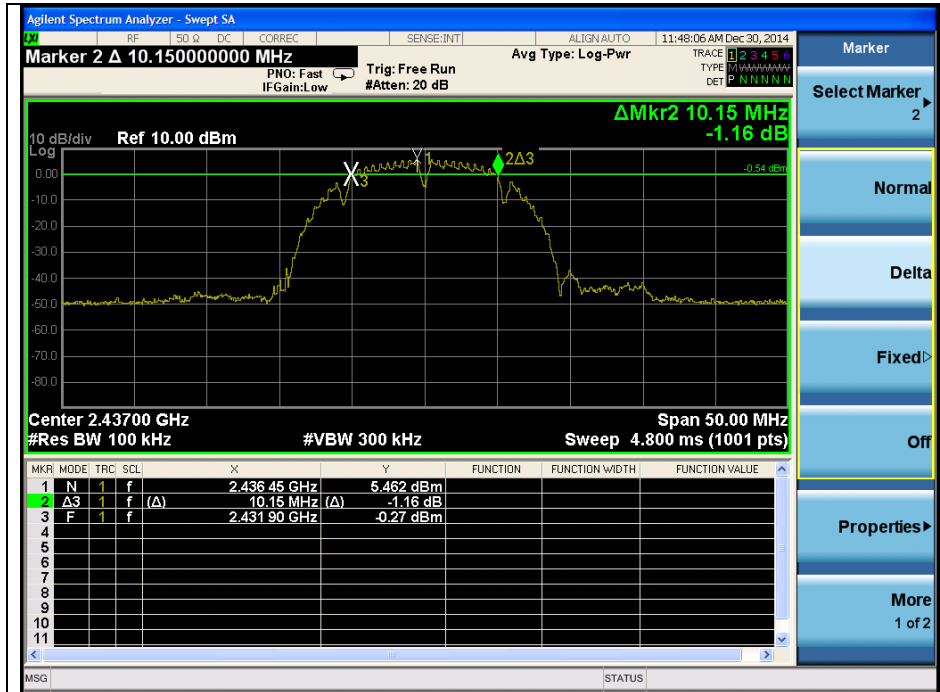 Agilent Spectrum Analyzer - Swept SA
LXI RF 50 Ω DC CORREC SENSE:INT ALIGN AUTO 11:48:06 AM Dec 30, 2014
Marker 2 Δ 10.150000000 MHz
PNO: Fast
IFGain:Low
Trig: Free Run
#Atten: 20 dB
Avg Type: Log-Pwr
TRACE 1 2 3 4 5 6
TYPE MWWWWW
DET P N N N N N
ΔMkr2 10.15 MHz
-1.16 dB
10 dB/div Ref 10.00 dBm
Log
0.00
-10.0
-20.0
-30.0
-40.0
-50.0
-60.0
-70.0
-80.0
1
2Δ3
3
-0.54 dBm
Center 2.43700 GHz Span 50.00 MHz
#Res BW 100 kHz #VBW 300 kHz Sweep 4.800 ms (1001 pts)
MKR MODE TRC SCL X Y FUNCTION FUNCTION WIDTH FUNCTION VALUE
1 N 1 f 2.436 45 GHz 5.462 dBm
2 Δ3 1 f (Δ) 10.15 MHz (Δ) -1.16 dB
3 F 1 f 2.431 90 GHz -0.27 dBm
4
5
6
7
8
9
10
11
MSG STATUS
Marker
Select Marker
2
Normal
Delta
Fixed
Off
Properties
More
1 of 2